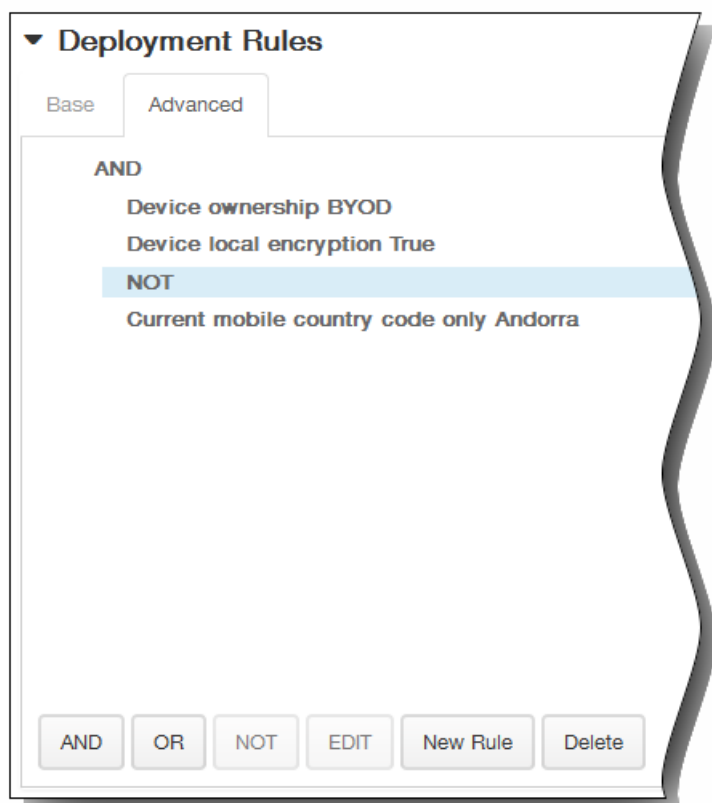 Deployment Rules
Base Advanced
AND
Device ownership BYOD
Device local encryption True
NOT
Current mobile country code only Andorra
AND OR NOT EDIT New Rule Delete